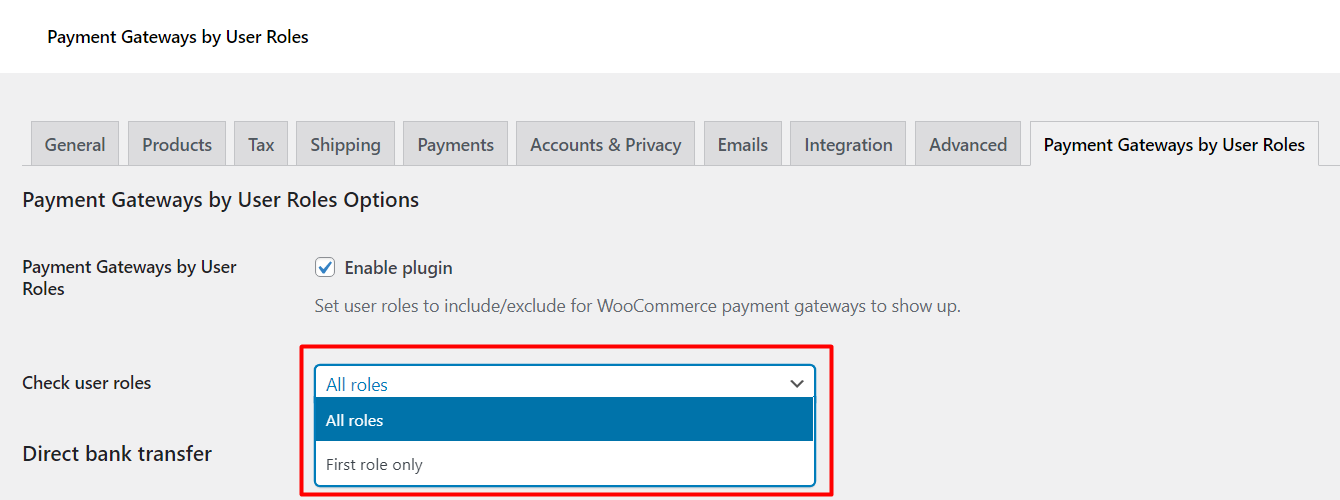 Payment Gateways by User Roles
General Products Tax Shipping Payments Accounts & Privacy Emails Integration Advanced Payment Gateways by User Roles
Payment Gateways by User Roles Options
Payment Gateways by User
Roles
Enable plugin
Set user roles to include/exclude for WooCommerce payment gateways to show up.
Check user roles
All roles
All roles
First role only
Direct bank transfer